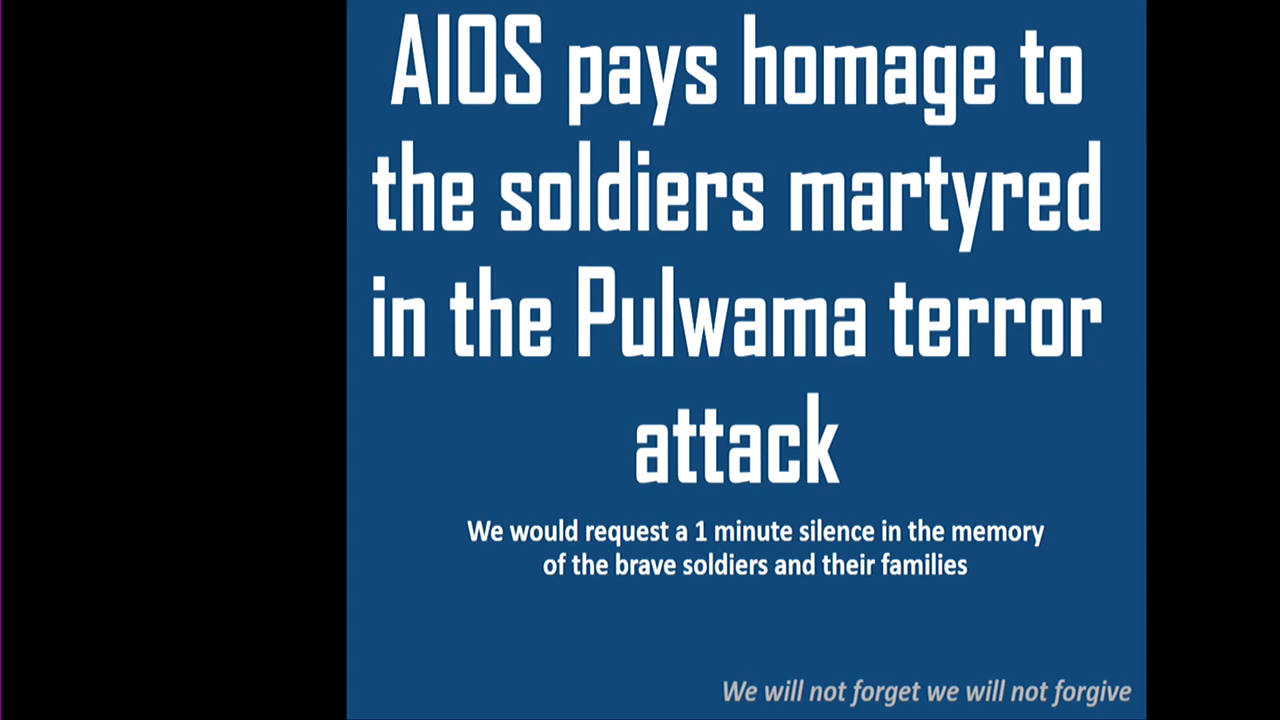 AIOS pays homage to
the soldiers martyred
in the Pulwama terror
attack
We would request a 1 minute silence in the memory
of the brave soldiers and their families
We will not forget we will not forgive